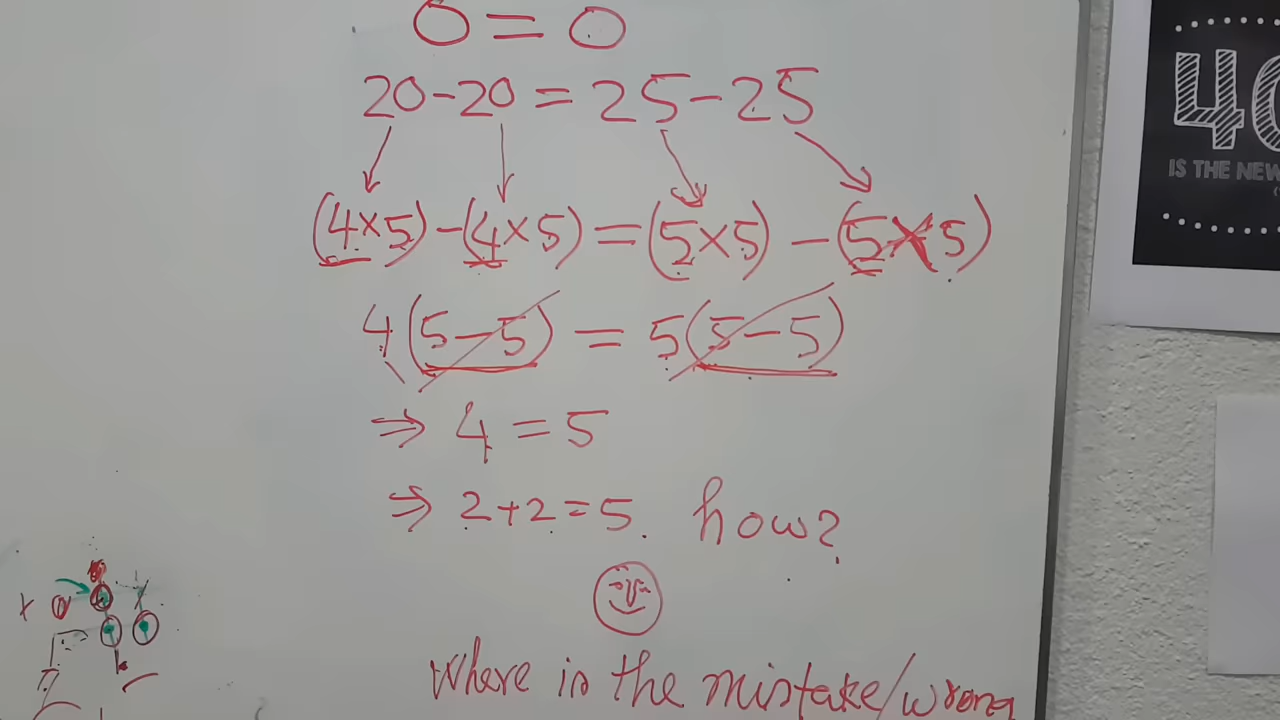 0 = 0
20-20 = 25-25
(4×5)-(4×5) = (5×5) - (5×5)
4(5-5) = 5(5-5)
⇒ 4 = 5
⇒ 2+2=5. how?
where is the mistake/wrong
40
IS THE NEW